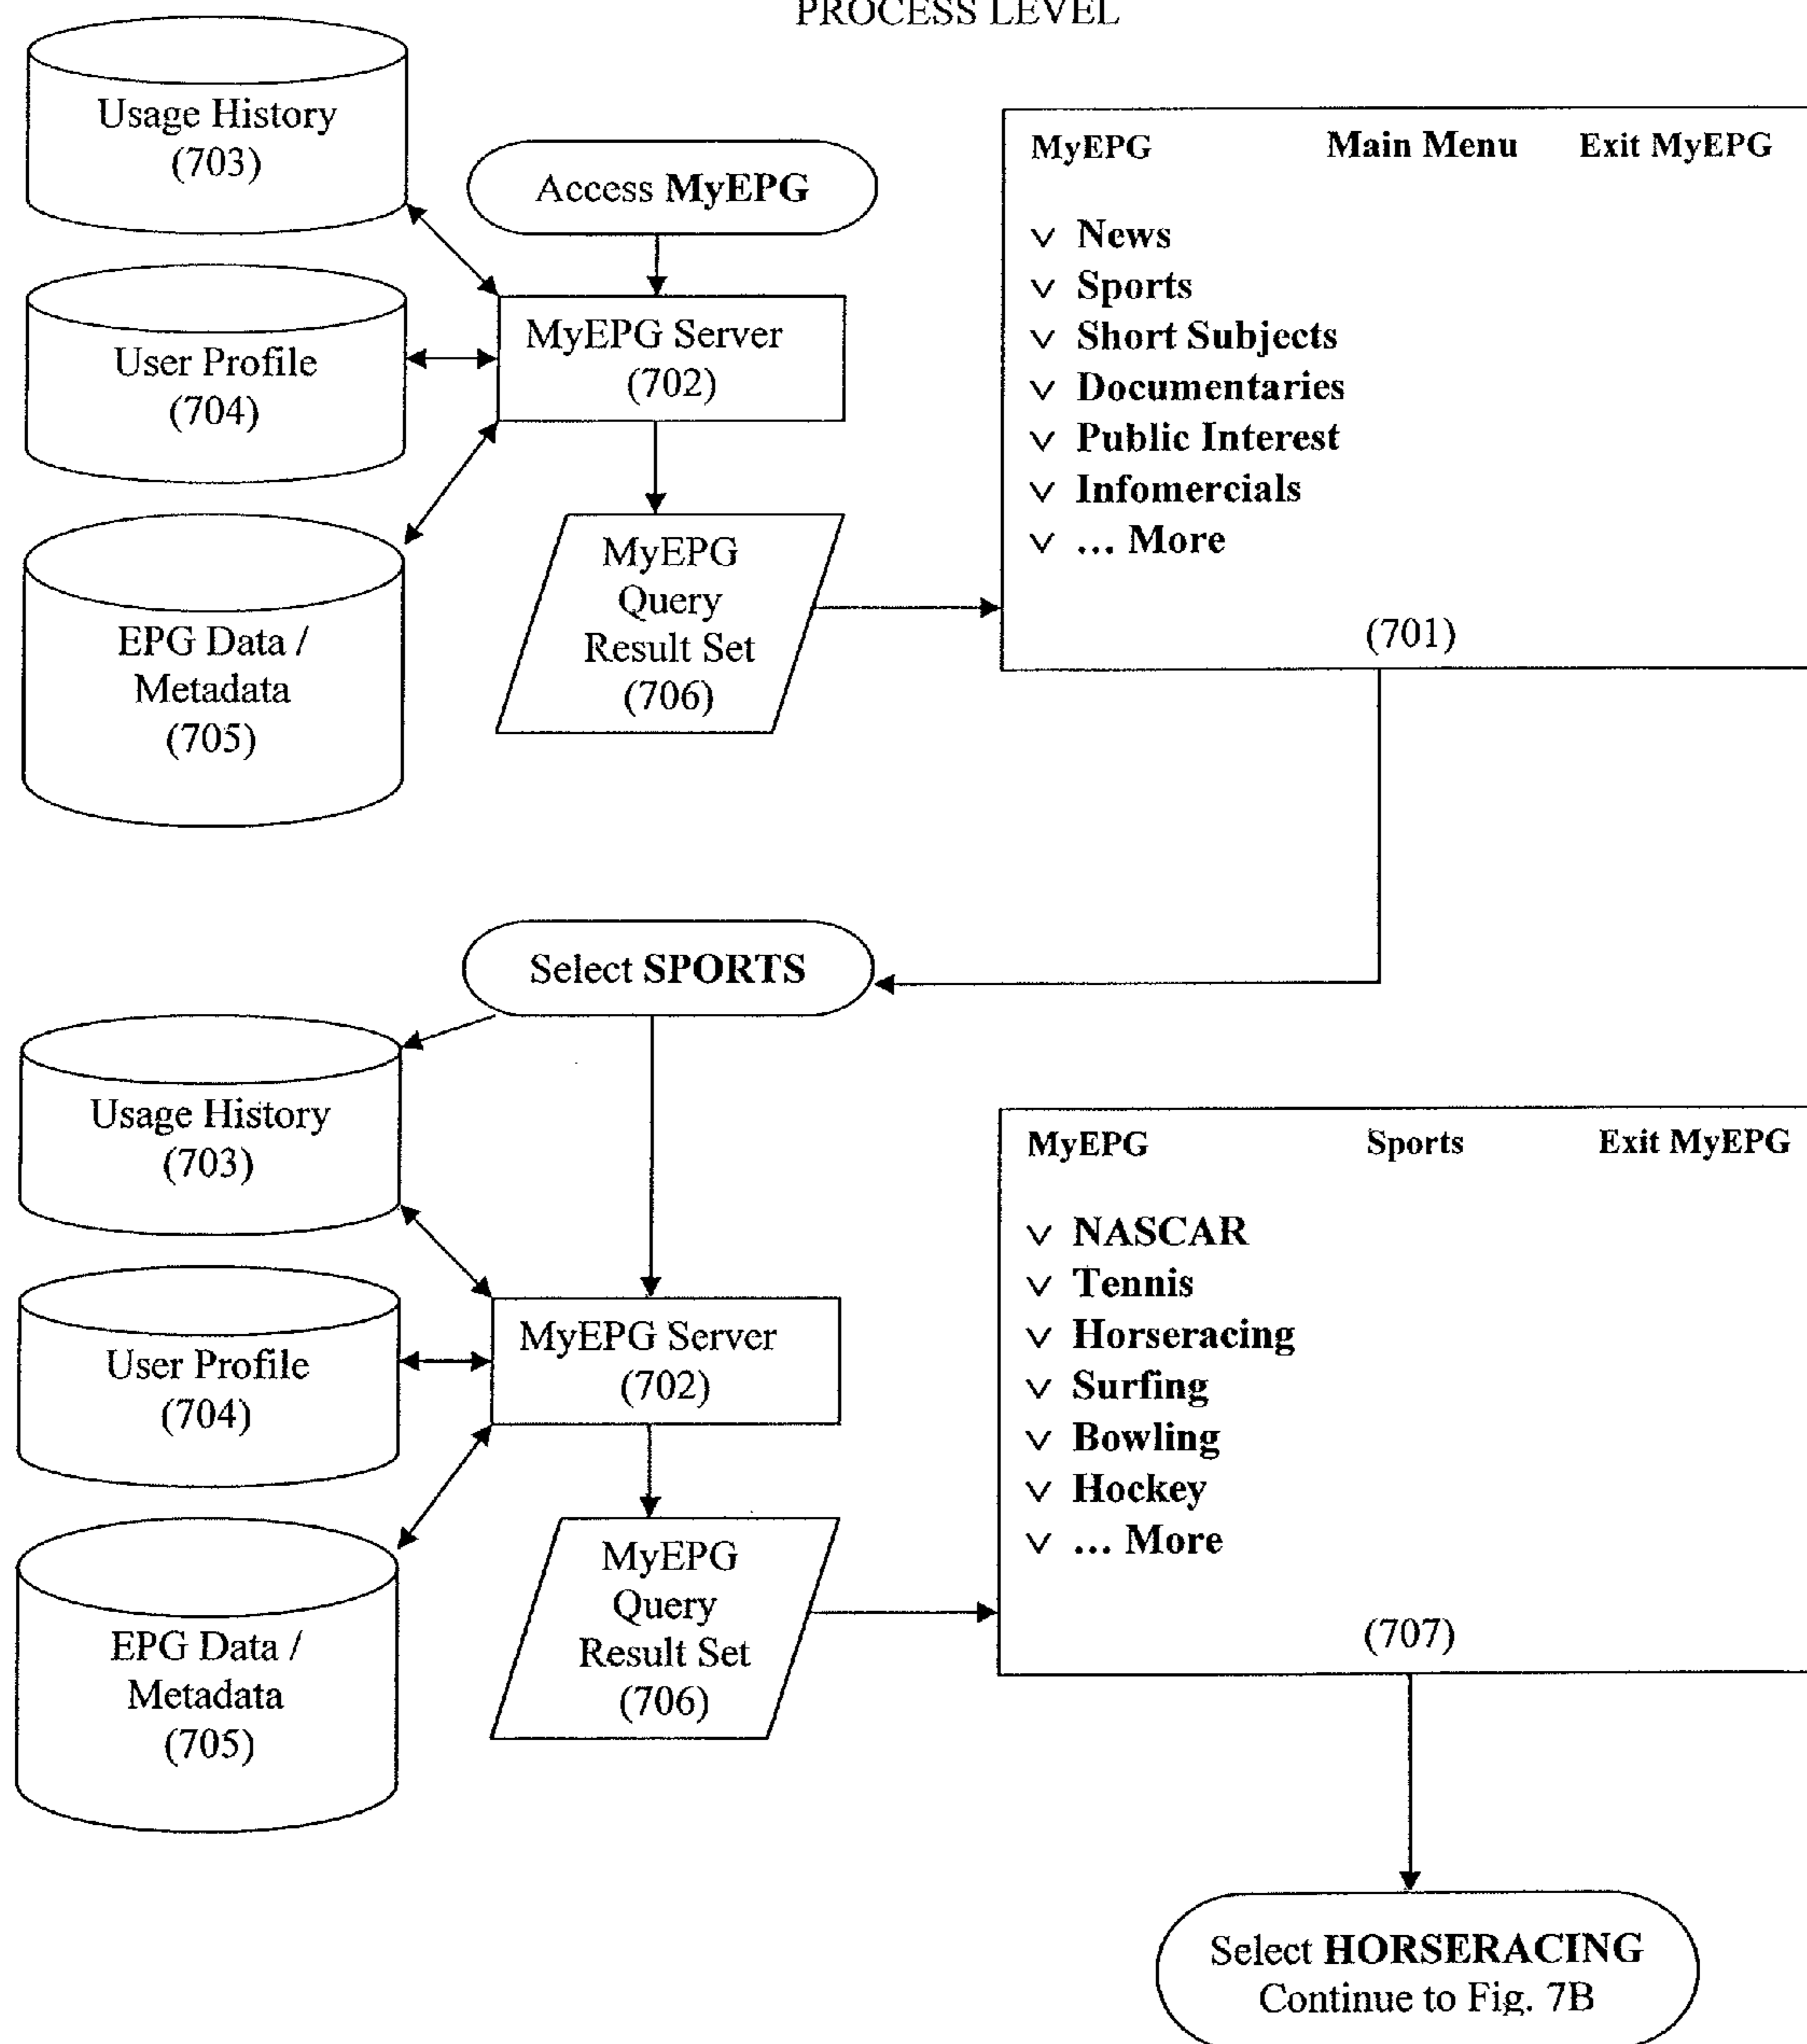 PROCESS LEVEL
Usage History
(703)
Access MyEPG
User Profile
(704)
MyEPG Server
(702)
EPG Data /
Metadata
(705)
MyEPG
Query
Result Set
(706)
MyEPG Main Menu Exit MyEPG
v News
v Sports
v Short Subjects
v Documentaries
v Public Interest
v Infomercials
v ... More
(701)
Select SPORTS
Usage History
(703)
User Profile
(704)
MyEPG Server
(702)
EPG Data /
Metadata
(705)
MyEPG
Query
Result Set
(706)
MyEPG Sports Exit MyEPG
v NASCAR
v Tennis
v Horseracing
v Surfing
v Bowling
v Hockey
v ... More
(707)
Select HORSERACING
Continue to Fig. 7B